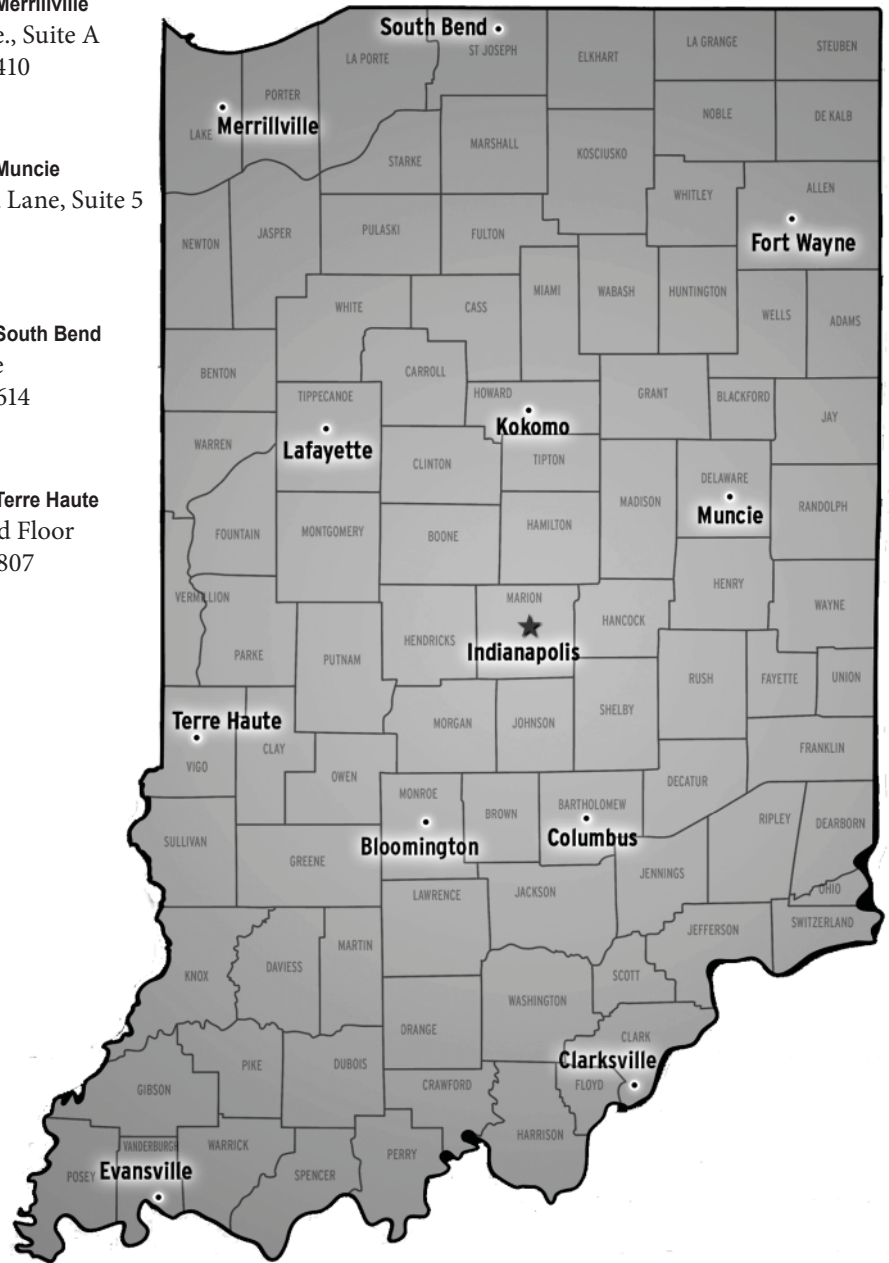 Merrillville
e., Suite A
410
Muncie
Lane, Suite 5
South Bend
e
614
Terre Haute
d Floor
807
South Bend
LA PORTE
ST JOSEPH
ELKHART
LA GRANGE
STEUBEN
PORTER
LAKE
Merrillville
STARKE
MARSHALL
KOSCIUSKO
NOBLE
DE KALB
WHITLEY
ALLEN
Fort Wayne
NEWTON
JASPER
PULASKI
FULTON
WHITE
CASS
MIAMI
WABASH
HUNTINGTON
WELLS
ADAMS
BENTON
CARROLL
TIPPECANOE
HOWARD
GRANT
BLACKFORD
JAY
Kokomo
WARREN
Lafayette
CLINTON
TIPTON
MADISON
DELAWARE
Muncie
RANDOLPH
FOUNTAIN
MONTGOMERY
BOONE
HAMILTON
VERMILLION
MARION
HENRY
WAYNE
HENDRICKS
Indianapolis
HANCOCK
PARKE
PUTNAM
RUSH
FAYETTE
UNION
Terre Haute
VIGO
CLAY
MORGAN
JOHNSON
SHELBY
FRANKLIN
OWEN
DECATUR
MONROE
Bloomington
BROWN
BARTHOLOMEW
Columbus
RIPLEY
DEARBORN
SULLIVAN
GREENE
LAWRENCE
JACKSON
JENNINGS
OHIO
SWITZERLAND
JEFFERSON
KNOX
DAVIESS
MARTIN
SCOTT
WASHINGTON
ORANGE
CLARK
Clarksville
FLOYD
GIBSON
PIKE
DUBOIS
CRAWFORD
HARRISON
POSEY
VANDERBURGH
Evansville
WARRICK
SPENCER
PERRY